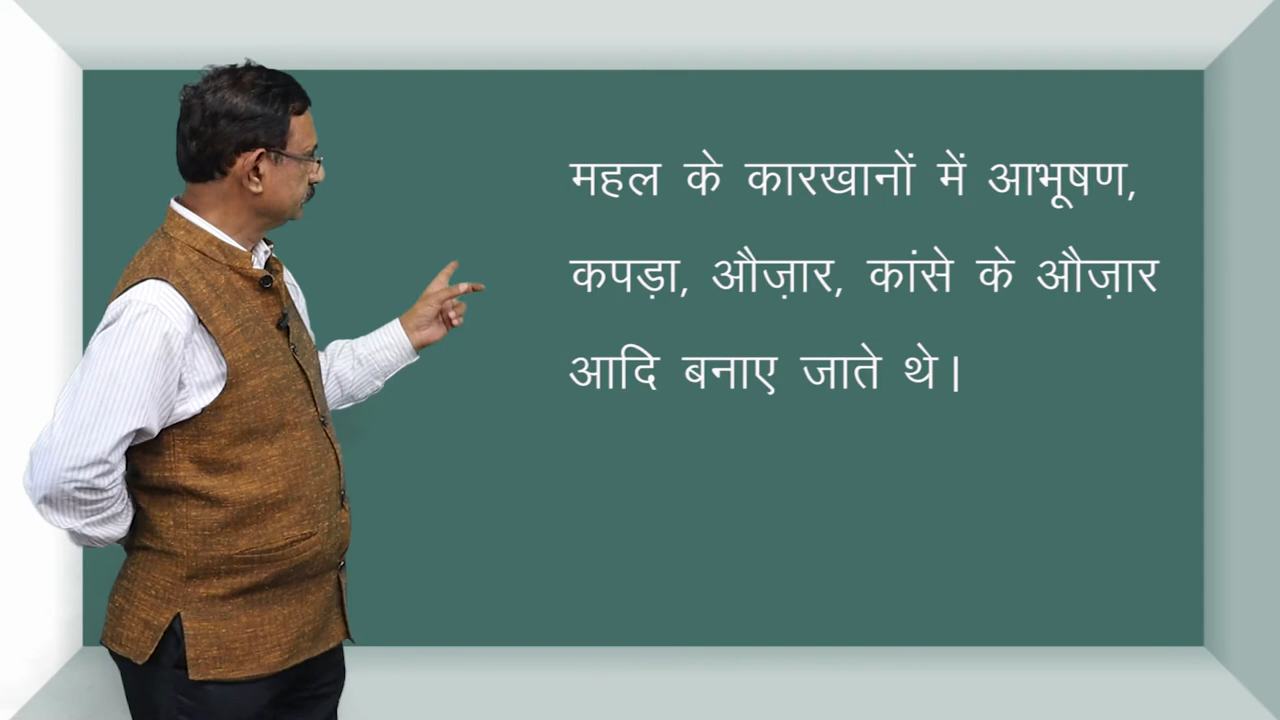 महल के कारखानों में आभूषण,
कपड़ा, औज़ार, कांसे के औज़ार
आदि बनाए जाते थे।